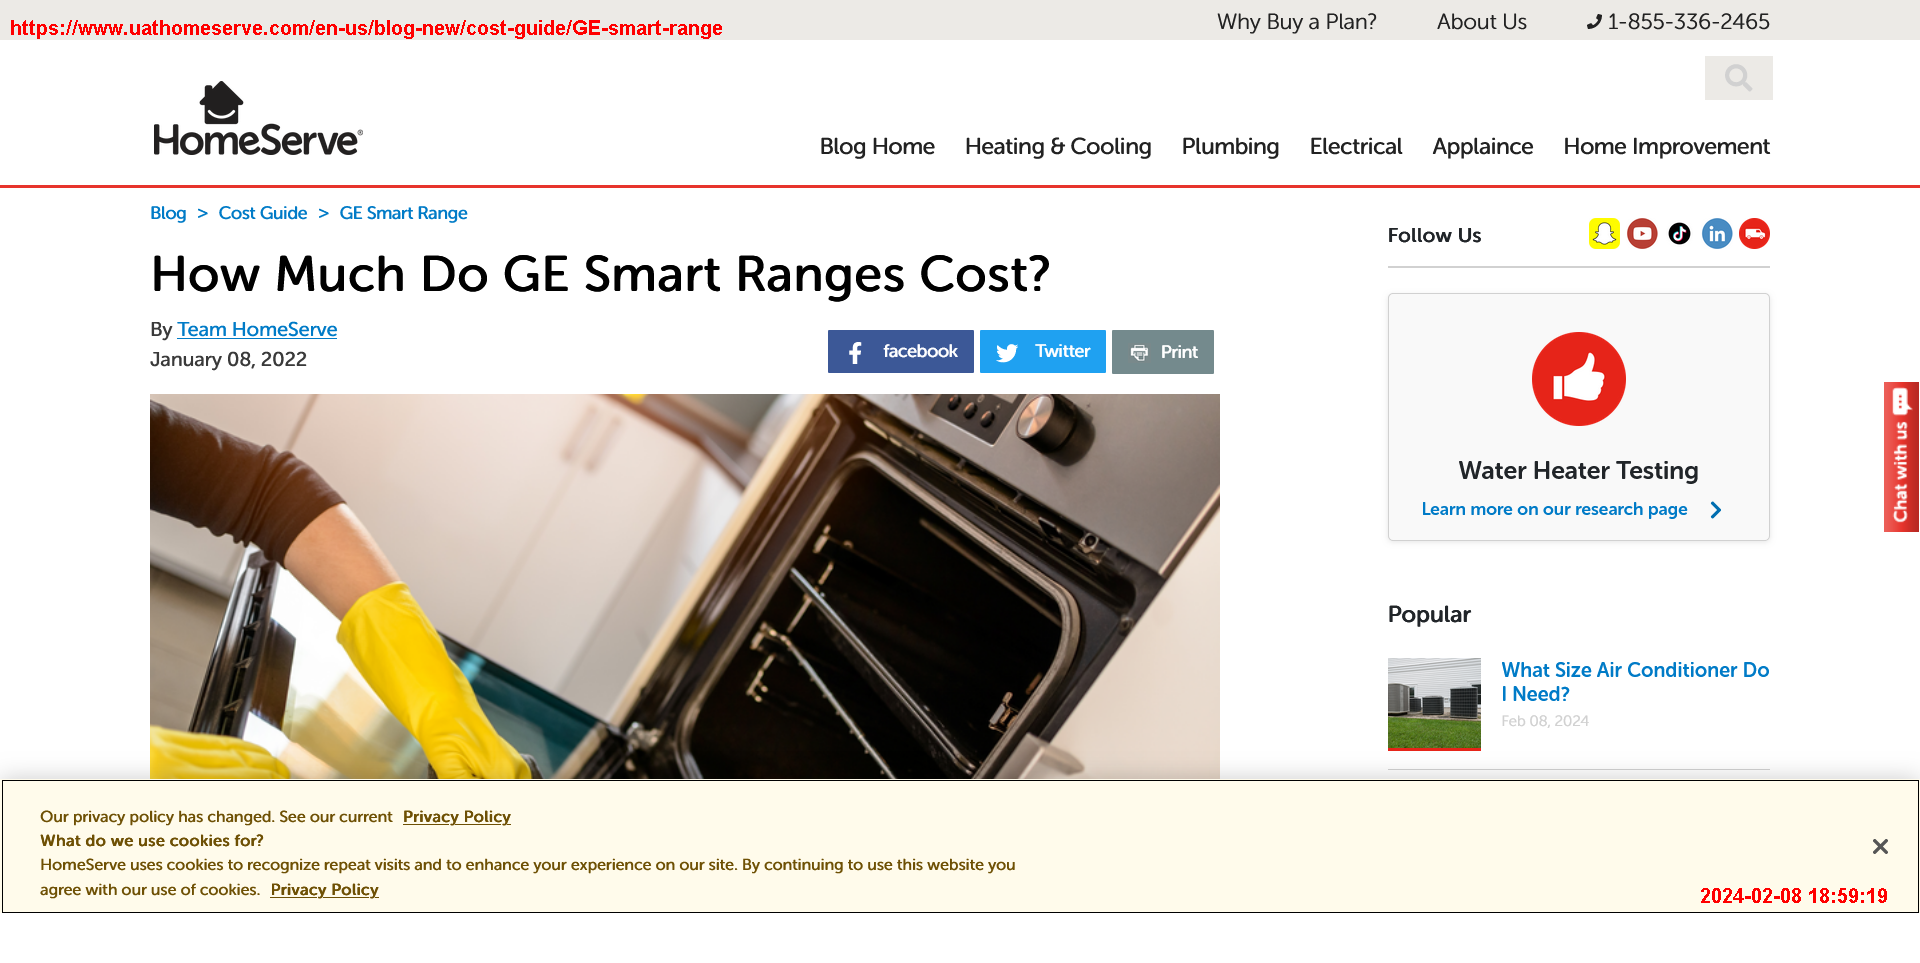 https://www.uathomeserve.com/en-us/blog-new/cost-guide/GE-smart-range
Why Buy a Plan? About Us 1-855-336-2465
HomeServe®
Blog Home Heating & Cooling Plumbing Electrical Applaince Home Improvement
Blog > Cost Guide > GE Smart Range
How Much Do GE Smart Ranges Cost?
By Team HomeServe
January 08, 2022
facebook Twitter Print
Follow Us
Water Heater Testing
Learn more on our research page
Chat with us
Popular
What Size Air Conditioner Do
I Need?
Feb 08, 2024
Our privacy policy has changed. See our current Privacy Policy
What do we use cookies for?
HomeServe uses cookies to recognize repeat visits and to enhance your experience on our site. By continuing to use this website you
agree with our use of cookies. Privacy Policy
2024-02-08 18:59:19